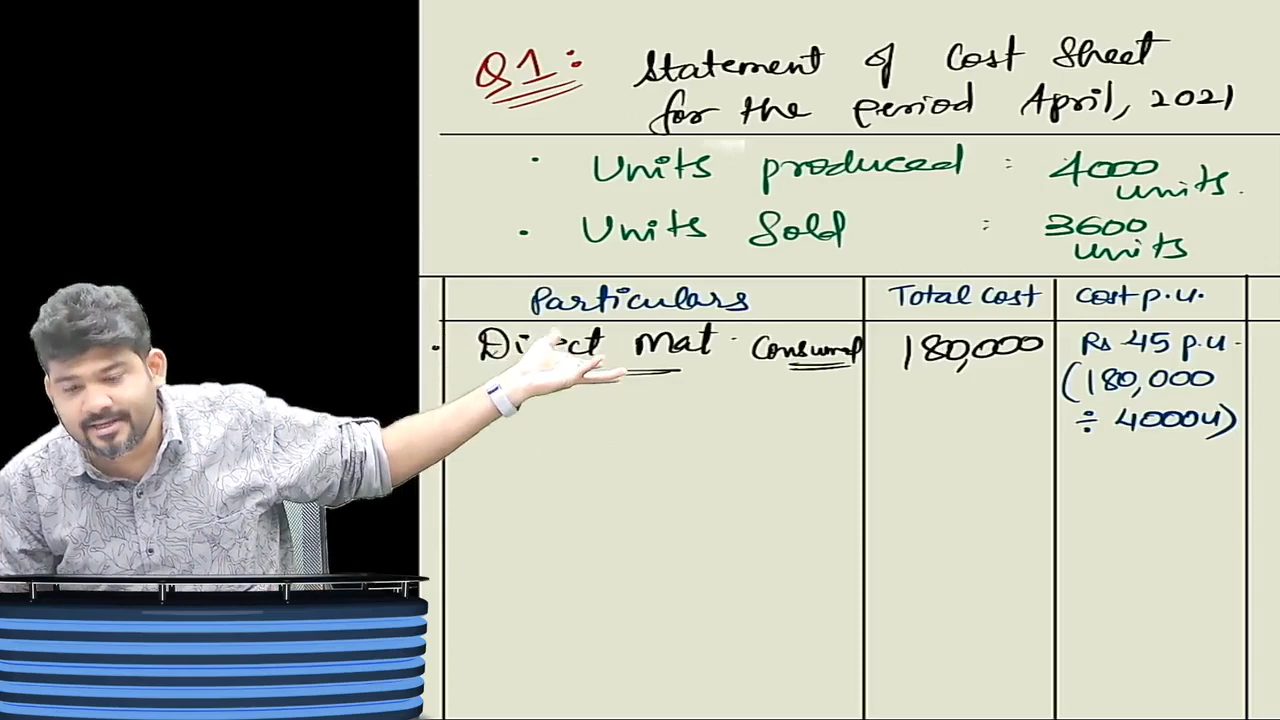 Q1: Statement of Cost Sheet
for the period April, 2021
• Units produced : 4000 units.
• Units Sold : 3600 units
Particulars Total Cost Cost p.u.
• Direct Mat. Consumed 180,000 Rs 45 p.u.
(180,000
÷ 4000u)